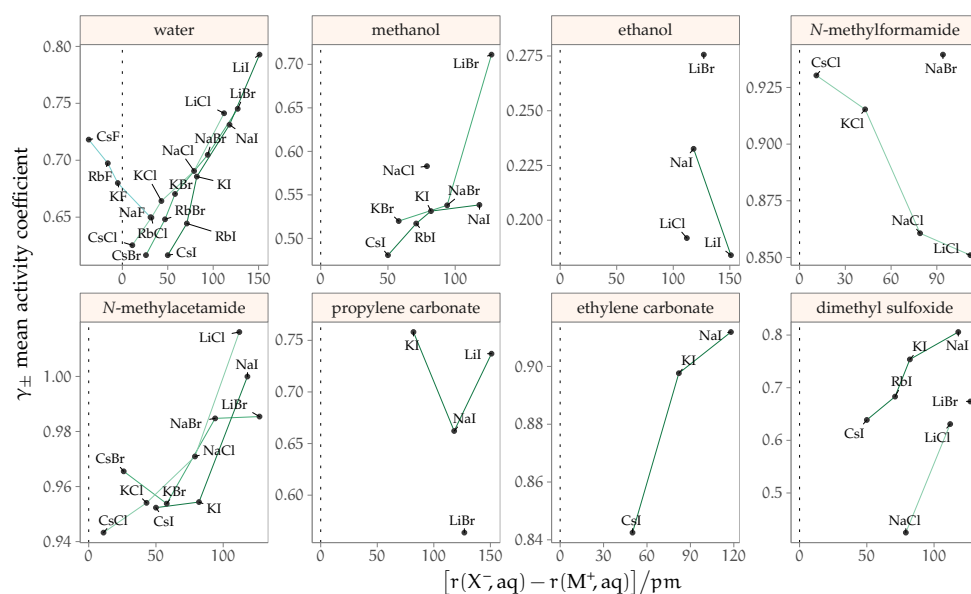 water
methanol
ethanol
N-methylformamide
0.80
0.75
0.70
0.65
LiI
LiBr
LiCl
NaI
NaBr
NaCl
CsF
RbF
KF
KCl
KBr
KI
NaF
RbBr
RbCl
RbI
CsCl
CsBr
CsI
0 50 100 150
0.70
0.65
0.60
0.55
0.50
LiBr
NaCl
KI
NaBr
KBr
NaI
RbI
CsI
0 50 100
0.275
0.250
0.225
0.200
LiBr
NaI
LiCl
LiI
0 50 100 150
0.925
0.900
0.875
0.850
CsCl
NaBr
KCl
NaCl
LiCl
0 30 60 90
γ± mean activity coefficient
N-methylacetamide
propylene carbonate
ethylene carbonate
dimethyl sulfoxide
1.00
0.98
0.96
0.94
LiCl
NaI
LiBr
NaBr
NaCl
CsBr
KCl
KBr
KI
CsCl
CsI
0 50 100
0.75
0.70
0.65
0.60
KI
LiI
NaI
LiBr
0 50 100 150
0.90
0.88
0.86
0.84
NaI
KI
CsI
0 30 60 90 120
0.8
0.7
0.6
0.5
KI
NaI
RbI
LiBr
CsI
LiCl
NaCl
0 50 100
[r(X⁻, aq) − r(M⁺, aq)]/pm